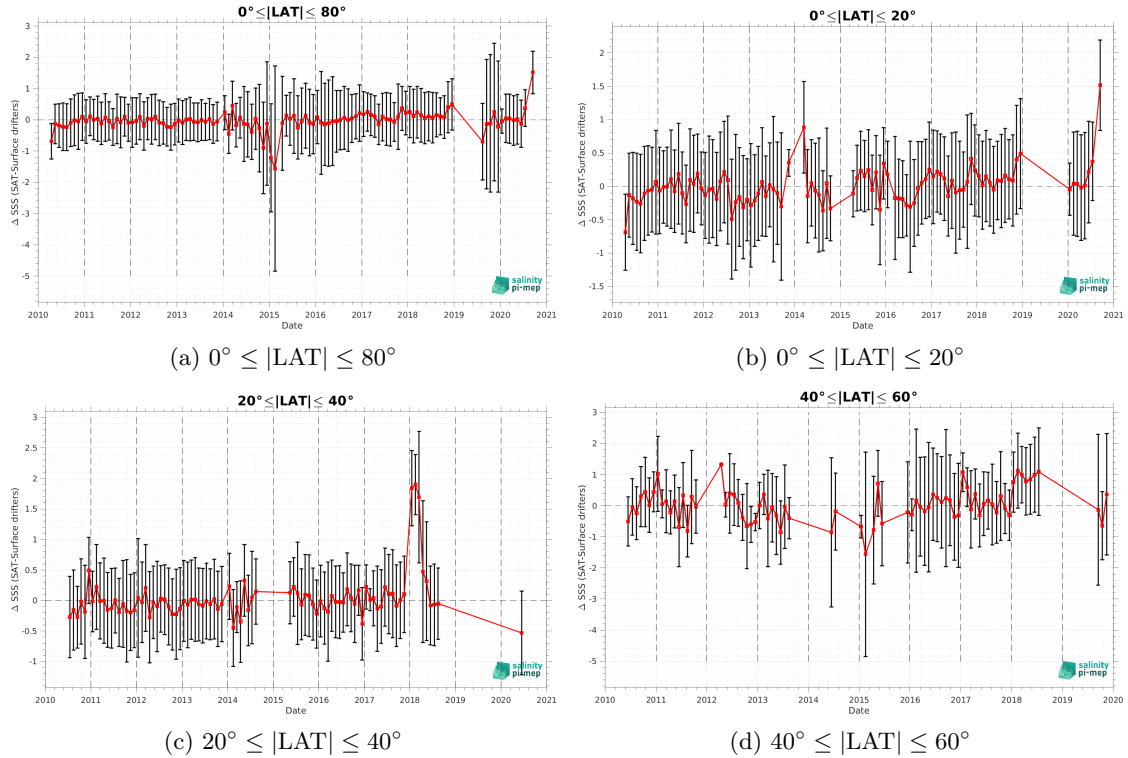 0°≤|LAT|≤ 80°
Δ SSS (SAT-Surface drifters)
3
2
1
0
-1
-2
-3
-4
-5
salinity
pi-mep
2010 2011 2012 2013 2014 2015 2016 2017 2018 2019 2020 2021
Date
(a) 0° ≤ |LAT| ≤ 80°
0°≤|LAT|≤ 20°
Δ SSS (SAT-Surface drifters)
2
1.5
1
0.5
0
-0.5
-1
-1.5
salinity
pi-mep
2010 2011 2012 2013 2014 2015 2016 2017 2018 2019 2020 2021
Date
(b) 0° ≤ |LAT| ≤ 20°
20°≤|LAT|≤ 40°
Δ SSS (SAT-Surface drifters)
3
2.5
2
1.5
1
0.5
0
-0.5
-1
salinity
pi-mep
2010 2011 2012 2013 2014 2015 2016 2017 2018 2019 2020 2021
Date
(c) 20° ≤ |LAT| ≤ 40°
40°≤|LAT|≤ 60°
Δ SSS (SAT-Surface drifters)
3
2
1
0
-1
-2
-3
-4
-5
salinity
pi-mep
2010 2011 2012 2013 2014 2015 2016 2017 2018 2019 2020
Date
(d) 40° ≤ |LAT| ≤ 60°